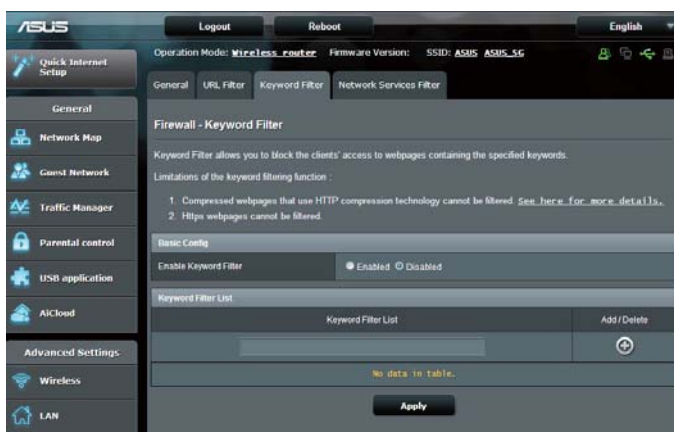 ASUS
Logout
Reboot
English
Quick Internet Setup
Operation Mode: Wireless router Firmware Version: SSID: ASUS ASUS_5G
General
URL Filter
Keyword Filter
Network Services Filter
General
Network Map
Guest Network
Traffic Manager
Parental control
USB application
AiCloud
Advanced Settings
Wireless
LAN
Firewall - Keyword Filter
Keyword Filter allows you to block the clients' access to webpages containing the specified keywords.
Limitations of the keyword filtering function :
1. Compressed webpages that use HTTP compression technology cannot be filtered. See here for more details.
2. Https webpages cannot be filtered.
Basic Config
Enable Keyword Filter
Enabled Disabled
Keyword Filter List
Keyword Filter List
Add / Delete
No data in table.
Apply